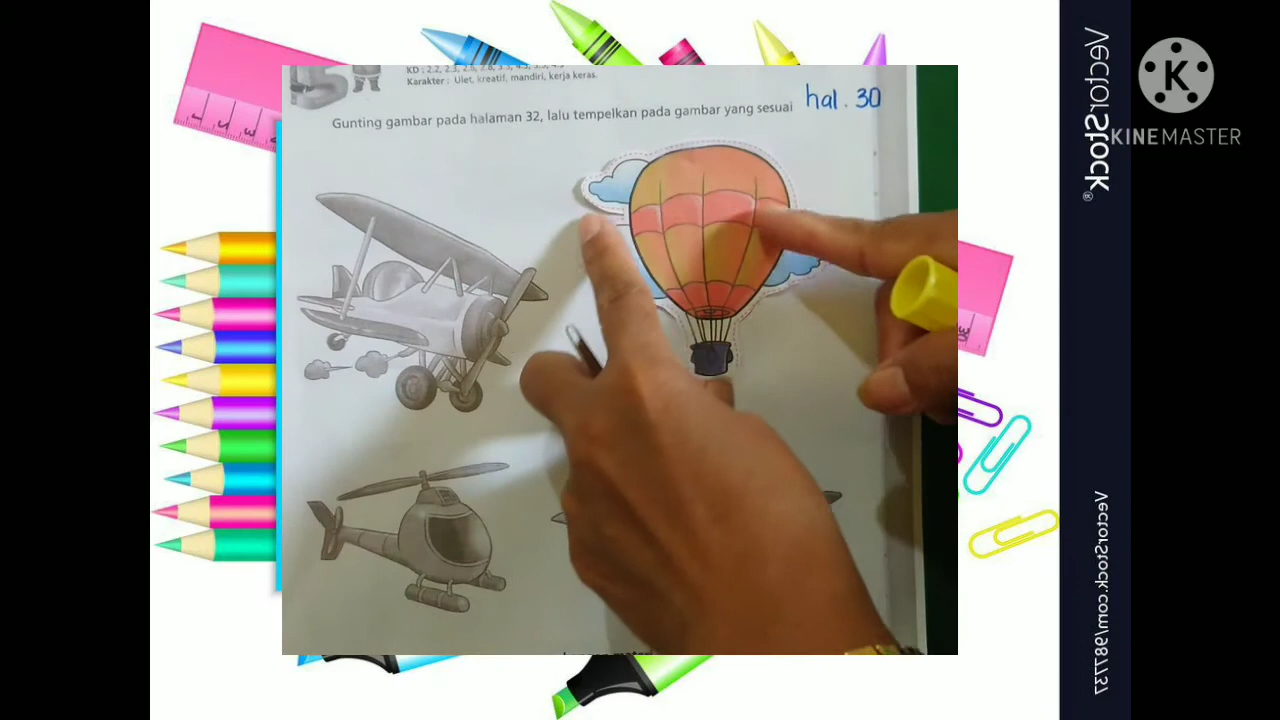 Karakter : Ulet, kreatif, mandiri, kerja keras.
Gunting gambar pada halaman 32, lalu tempelkan pada gambar yang sesuai
hal. 30
K
KINEMASTER
VectorStock®
VectorStock.com/7377867